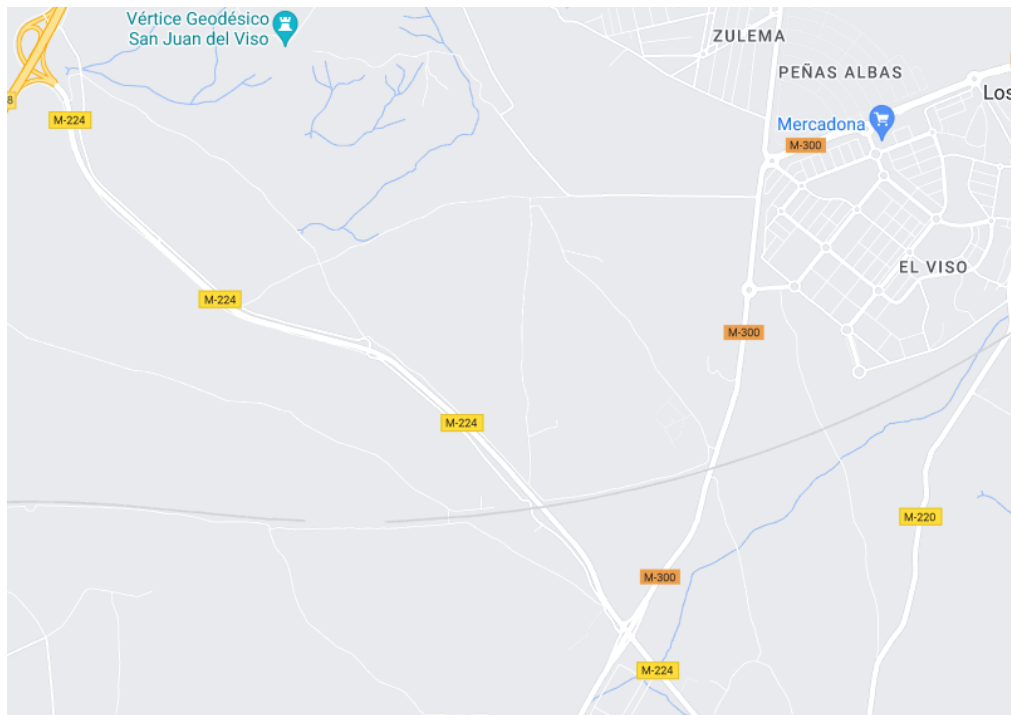 Vértice Geodésico
San Juan del Viso
ZULEMA
PEÑAS ALBAS
8
Los
M-224
Mercadona
M-300
EL VISO
M-224
M-300
M-224
M-220
M-300
M-224